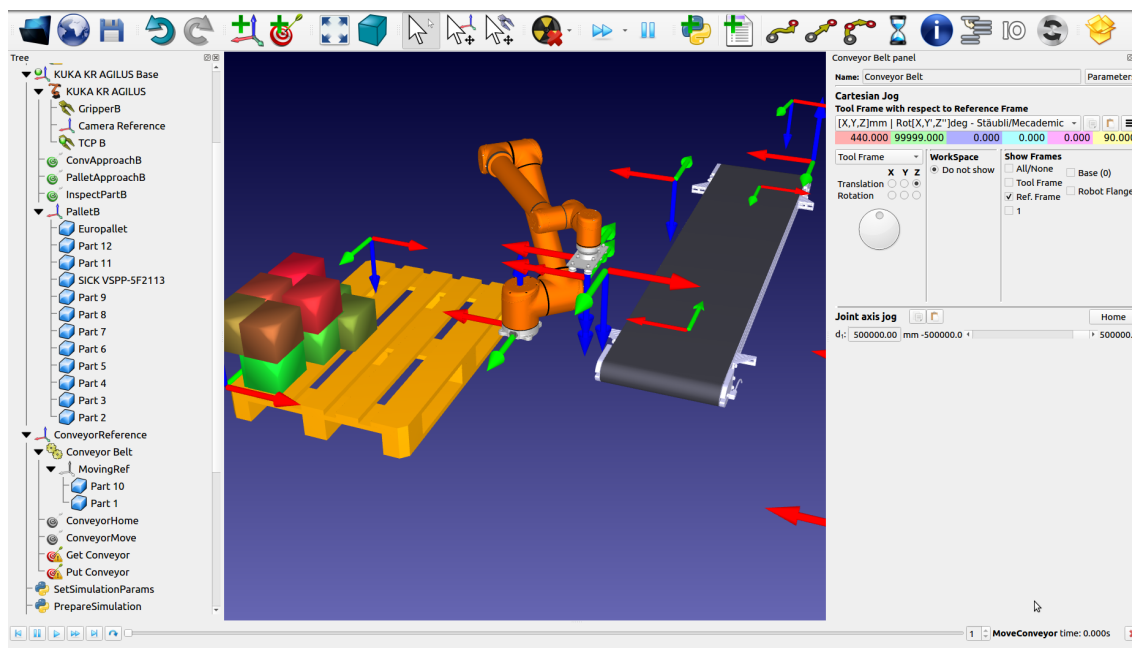 Tree
KUKA KR AGILUS Base
KUKA KR AGILUS
GripperB
Camera Reference
TCP B
ConvApproachB
PalletApproachB
InspectPartB
PalletB
Europallet
Part 12
Part 11
SICK VSPP-5F2113
Part 9
Part 8
Part 7
Part 6
Part 5
Part 4
Part 3
Part 2
ConveyorReference
Conveyor Belt
MovingRef
Part 10
Part 1
ConveyorHome
ConveyorMove
Get Conveyor
Put Conveyor
SetSimulationParams
PrepareSimulation
IO
Conveyor Belt panel
Name: Conveyor Belt Parameter
Cartesian Jog
Tool Frame with respect to Reference Frame
[X,Y,Z]mm | Rot[X,Y',Z'']deg - Stäubli/Mecademic
440.000 99999.000 0.000 0.000 0.000 90.000
Tool Frame WorkSpace Show Frames
X Y Z Do not show All/None Base (0)
Translation Tool Frame
Rotation Ref. Frame Robot Flange
1
Joint axis jog Home
d₁: 500000.00 mm -500000.0 500000.
1 MoveConveyor time: 0.000s